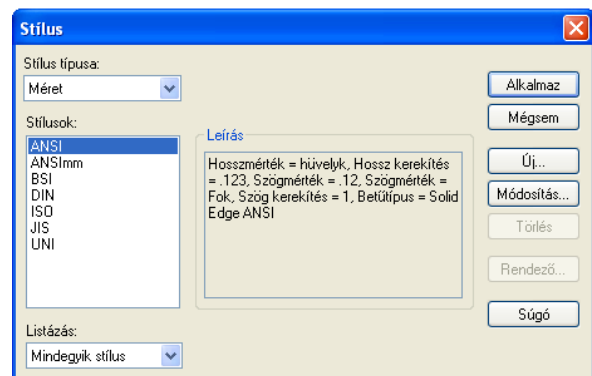 Stílus
Stílus típusa:
Méret
Stílusok:
ANSI
ANSImm
BSI
DIN
ISO
JIS
UNI
Listázás:
Mindegyik stílus
Leírás
Hosszmérték = hüvelyk, Hossz kerekítés
= .123, Szögmérték = .12, Szögmérték =
Fok, Szög kerekítés = 1, Betűtípus = Solid
Edge ANSI
Alkalmaz
Mégsem
Új...
Módosítás...
Törlés
Rendező...
Súgó